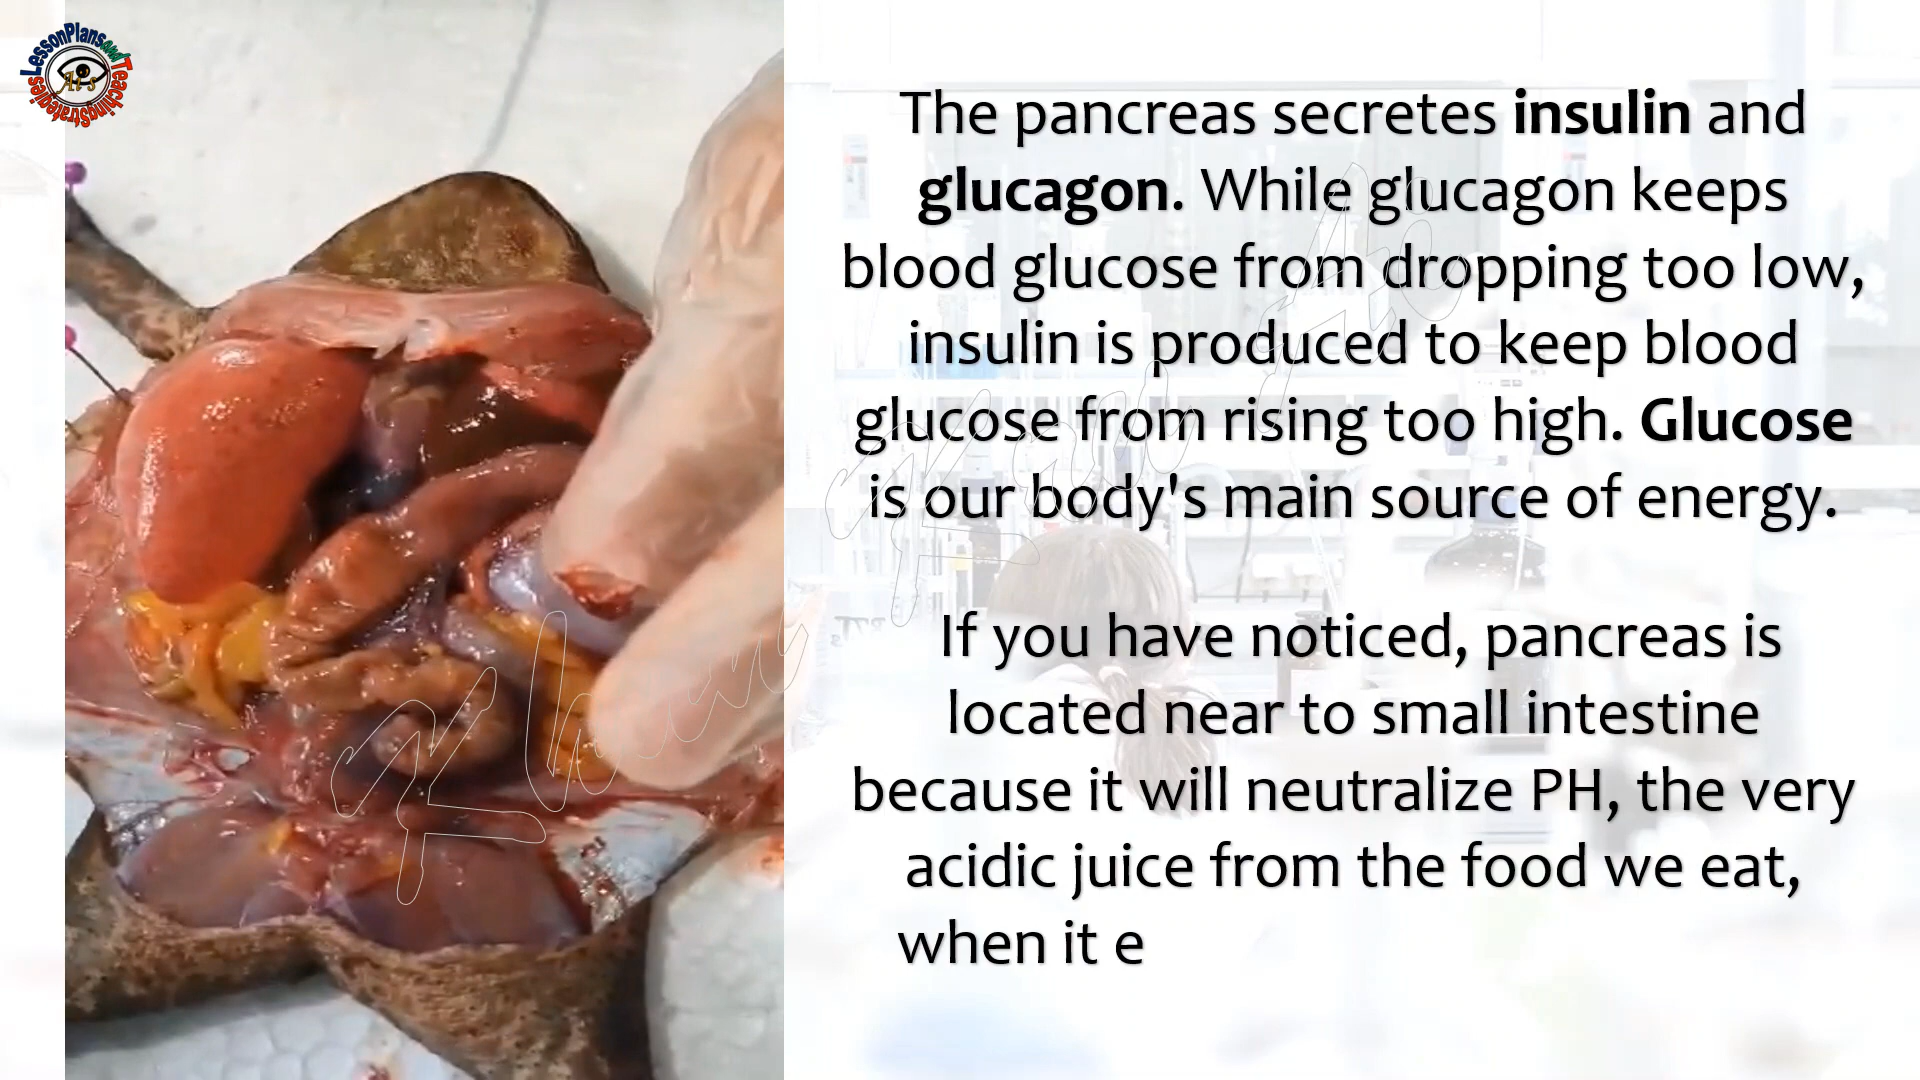 LessonPlansandTeachingStrategies
Ai's
The pancreas secretes insulin and
glucagon. While glucagon keeps
blood glucose from dropping too low,
insulin is produced to keep blood
glucose from rising too high. Glucose
is our body's main source of energy.
If you have noticed, pancreas is
located near to small intestine
because it will neutralize PH, the very
acidic juice from the food we eat,
when it e